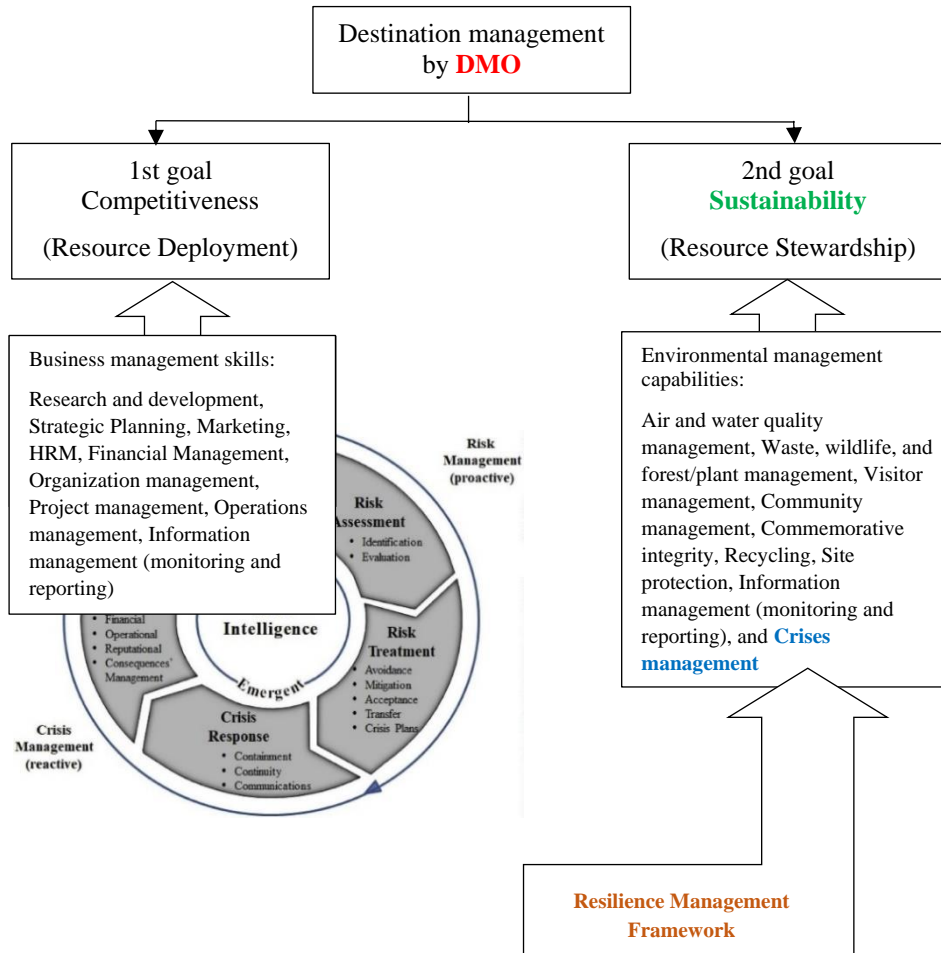 Destination management
by DMO
1st goal
Competitiveness
(Resource Deployment)
2nd goal
Sustainability
(Resource Stewardship)
Business management skills:
Research and development,
Strategic Planning, Marketing,
HRM, Financial Management,
Organization management,
Project management, Operations
management, Information
management (monitoring and
reporting)
Environmental management
capabilities:
Air and water quality
management, Waste, wildlife, and
forest/plant management, Visitor
management, Community
management, Commemorative
integrity, Recycling, Site
protection, Information
management (monitoring and
reporting), and Crises
management
Risk
Management
(proactive)
Risk
ssessment
• Identification
• Evaluation
Intelligence
Emergent
Risk
Treatment
• Avoidance
• Mitigation
• Acceptance
• Transfer
• Crisis Plans
• Financial
• Operational
• Reputational
• Consequences'
Management
Crisis
Response
• Containment
• Continuity
• Communications
Crisis
Management
(reactive)
Resilience Management
Framework